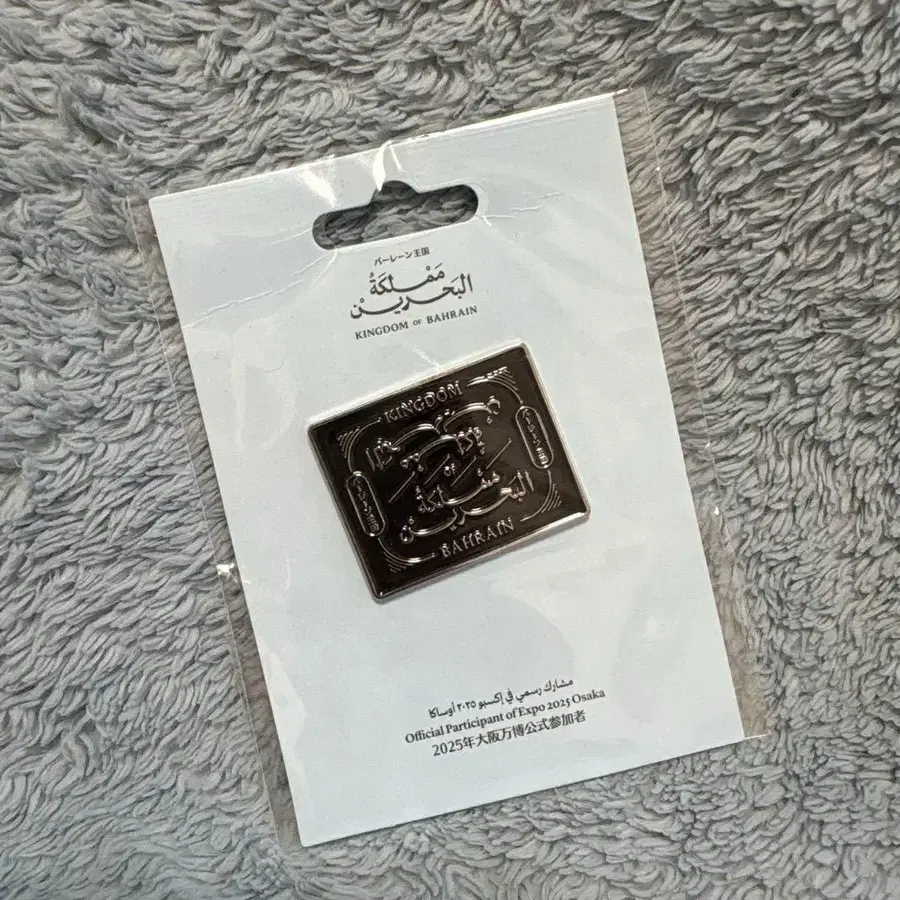 バーレーン王国
مَمْلَكَةُ
البَحْرَيْنْ
KINGDOM OF BAHRAIN
KINGDOM
OF
مملكة
البحرين
BAHRAIN
مشارك رسمي في إكسبو ٢٠٢٥ أوساكا
Official Participant of Expo 2025 Osaka
2025年大阪万博公式参加者